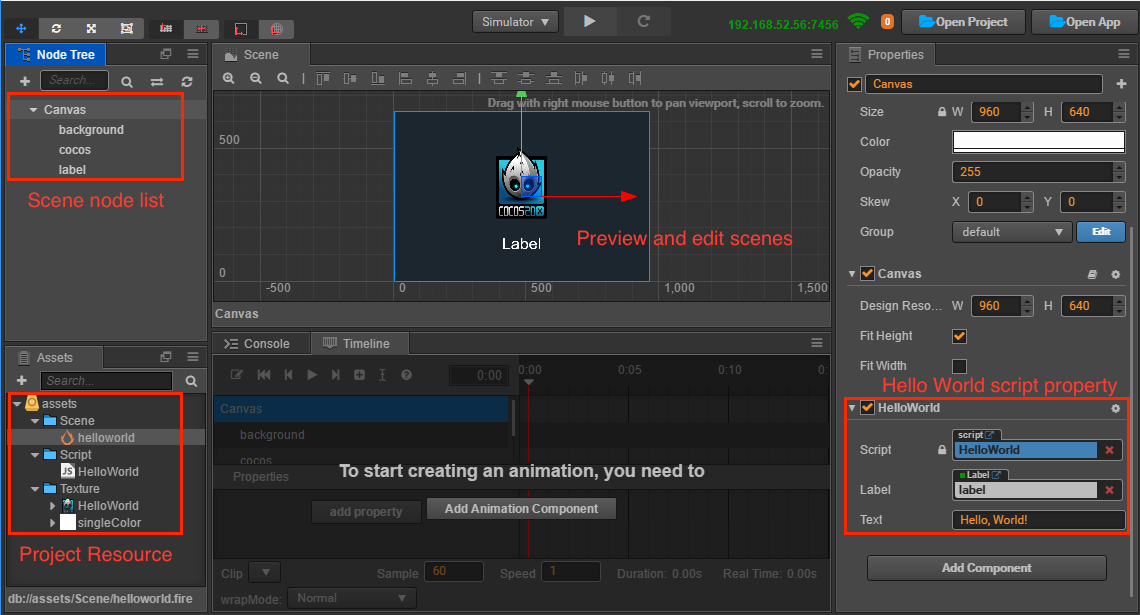 Simulator
192.168.52.56:7456
0
Open Project
Open App
Node Tree
Search...
Canvas
background
cocos
label
Scene node list
Scene
Drag with right mouse button to pan viewport, scroll to zoom.
500
0
-500
0
500
1,000
1,500
COCOS2DX
Label
Preview and edit scenes
Canvas
Assets
Search...
assets
Scene
helloworld
Script
JS HelloWorld
Texture
HelloWorld
singleColor
Project Resource
db://assets/Scene/helloworld.fire
Console
Timeline
0:00
0:00
0:05
0:10
0:
Canvas
background
cocos
Properties
To start creating an animation, you need to
add property
Add Animation Component
Clip
Sample 60
Speed 1
Duration: 0.00s
Real Time: 0.00s
wrapMode: Normal
Properties
Canvas
Size W 960 H 640
Color
Opacity 255
Skew X 0 Y 0
Group default Edit
Canvas
Design Reso... W 960 H 640
Fit Height
Fit Width
Hello World script property
HelloWorld
script
Script HelloWorld
Label
Label label
Text Hello, World!
Add Component